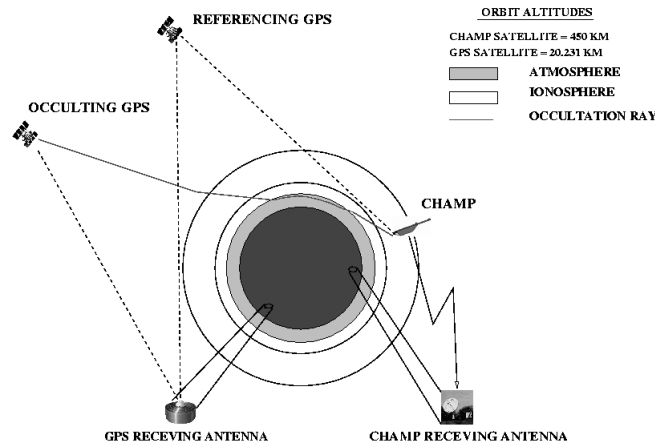 REFERENCING GPS
ORBIT ALTITUDES
CHAMP SATELLITE = 450 KM
GPS SATELLITE = 20.231 KM
ATMOSPHERE
IONOSPHERE
OCCULTATION RAY
OCCULTING GPS
CHAMP
GPS RECEVING ANTENNA
CHAMP RECEVING ANTENNA